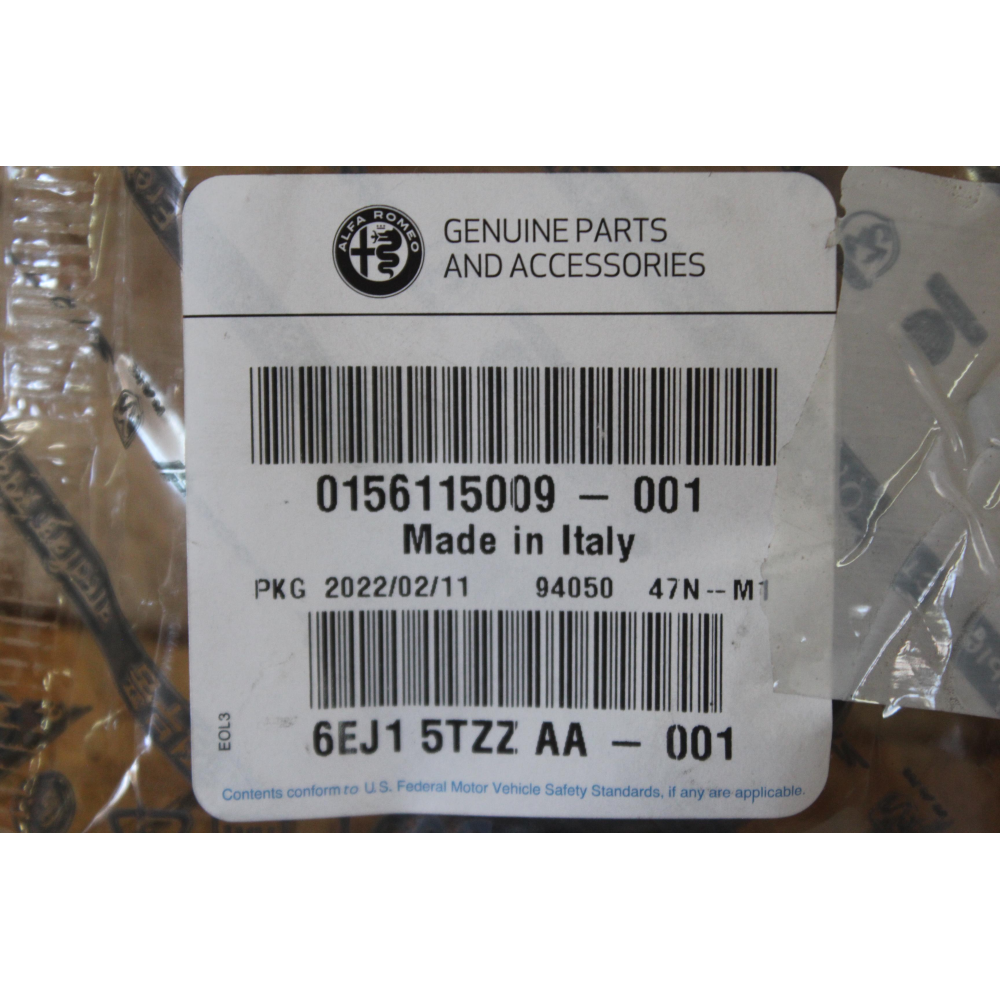 ALFA ROMEO
GENUINE PARTS
AND ACCESSORIES
0156115009 – 001
Made in Italy
PKG 2022/02/11 94050 47N--M1
6EJ1 5TZZ AA – 001
EOL3
Contents conform to U.S. Federal Motor Vehicle Safety Standards, if any are applicable.